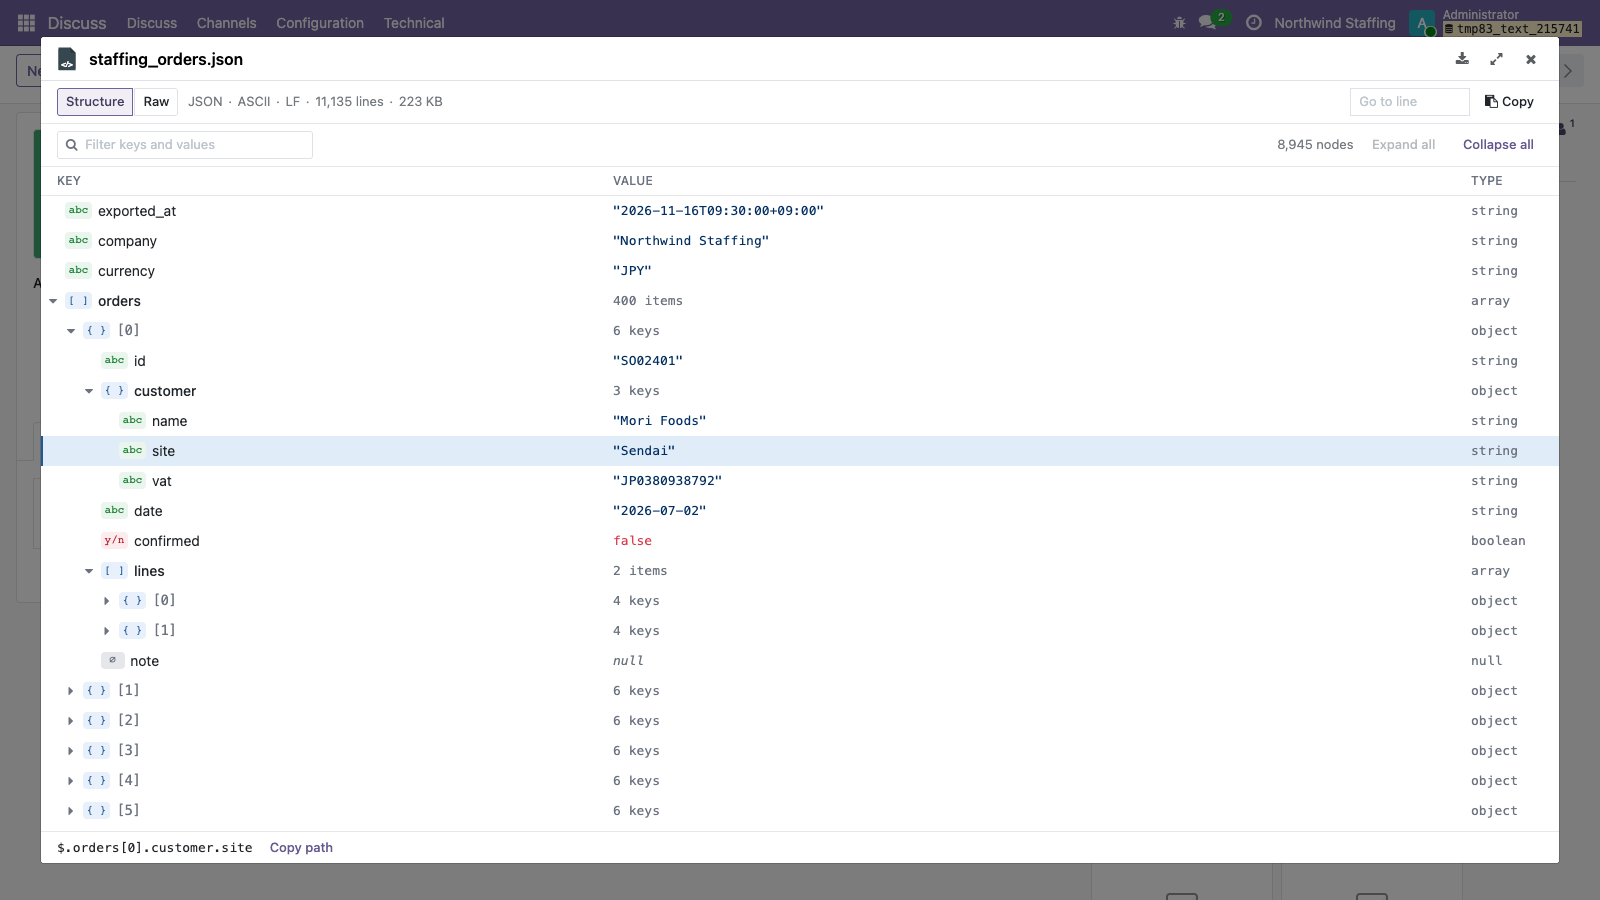 Discuss Discuss Channels Configuration Technical 2 Northwind Staffing A Administrator
tmp83_text_215741
staffing_orders.json
Structure Raw JSON · ASCII · LF · 11,135 lines · 223 KB Go to line Copy
Filter keys and values 8,945 nodes Expand all Collapse all
KEY VALUE TYPE
abc exported_at "2026-11-16T09:30:00+09:00" string
abc company "Northwind Staffing" string
abc currency "JPY" string
[ ] orders 400 items array
{ } [0] 6 keys object
abc id "SO02401" string
{ } customer 3 keys object
abc name "Mori Foods" string
abc site "Sendai" string
abc vat "JP0380938792" string
abc date "2026-07-02" string
y/n confirmed false boolean
[ ] lines 2 items array
{ } [0] 4 keys object
{ } [1] 4 keys object
∅ note null null
{ } [1] 6 keys object
{ } [2] 6 keys object
{ } [3] 6 keys object
{ } [4] 6 keys object
{ } [5] 6 keys object
$.orders[0].customer.site Copy path